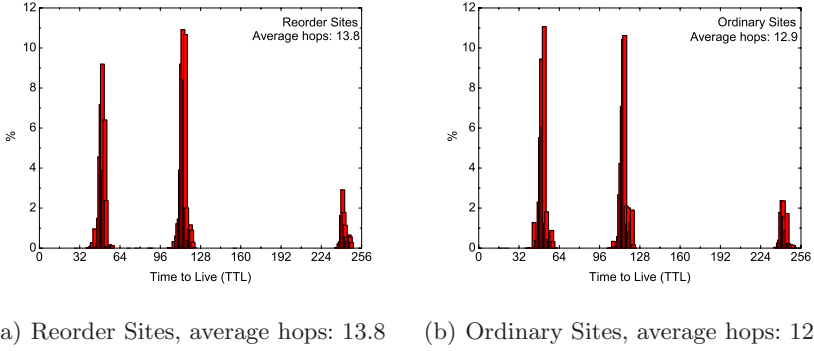 12
10
8
6
4
2
0
%
Reorder Sites
Average hops: 13.8
0 32 64 96 128 160 192 224 256
Time to Live (TTL)
12
10
8
6
4
2
0
%
Ordinary Sites
Average hops: 12.9
0 32 64 96 128 160 192 224 256
Time to Live (TTL)
a) Reorder Sites, average hops: 13.8
(b) Ordinary Sites, average hops: 12